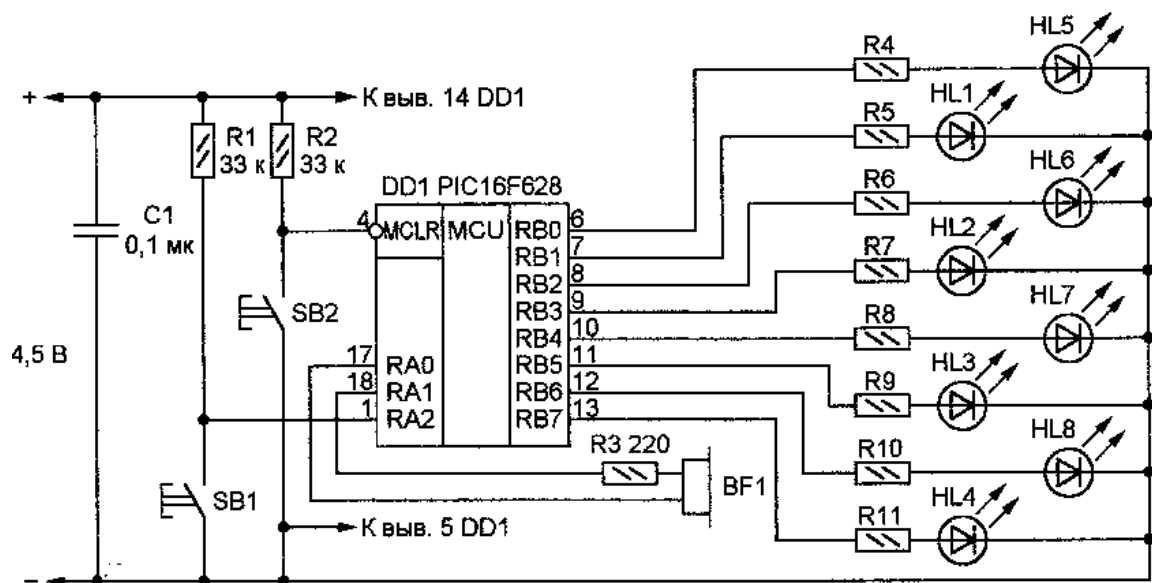 R4
HL5
+
К выв. 14 DD1
R1
33 к
R2
33 к
R5
HL1
DD1 PIC16F628
R6
HL6
C1
0,1 мк
4
MCLR
MCU
RB0
6
RB1
7
RB2
8
RB3
9
RB4
10
RB5
11
RB6
12
RB7
13
R7
HL2
SB2
R8
HL7
4,5 В
17
RA0
18
RA1
1
RA2
R9
HL3
R3 220
BF1
R10
HL8
SB1
К выв. 5 DD1
R11
HL4
−